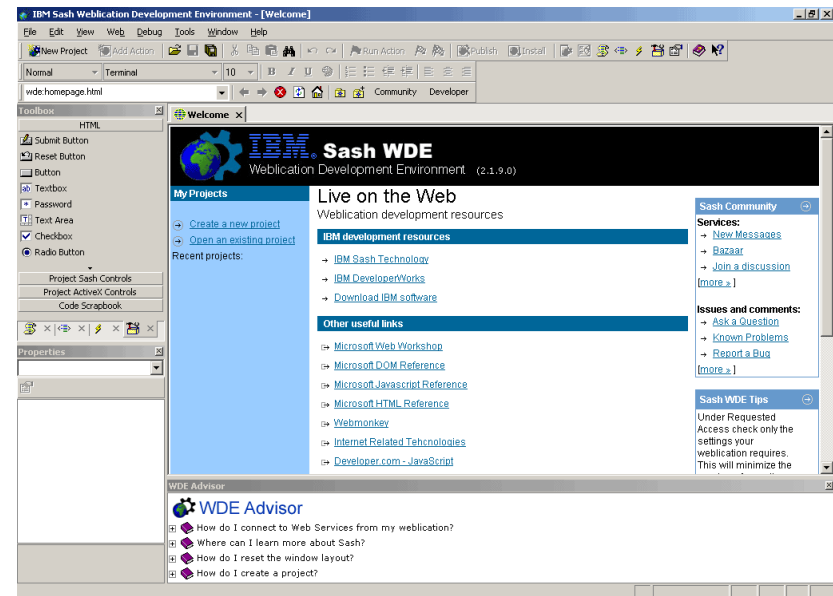 IBM Sash Weblication Development Environment - [Welcome]
File Edit View Web Debug Tools Window Help
New Project Add Action Run Action Publish Install
Normal Terminal 10 B I U
wde:homepage.html Community Developer
Toolbox
HTML
Submit Button
Reset Button
Button
Textbox
Password
Text Area
Checkbox
Radio Button
Project Sash Controls
Project ActiveX Controls
Code Scrapbook
Properties
Welcome x
IBM Sash WDE
Weblication Development Environment (2.1.9.0)
My Projects
Create a new project
Open an existing project
Recent projects:
Live on the Web
Weblication development resources
IBM development resources
IBM Sash Technology
IBM DeveloperWorks
Download IBM software
Other useful links
Microsoft Web Workshop
Microsoft DOM Reference
Microsoft Javascript Reference
Microsoft HTML Reference
Webmonkey
Internet Related Tehcnologies
Developer.com - JavaScript
Sash Community
Services:
New Messages
Bazaar
Join a discussion
[more » ]
Issues and comments:
Ask a Question
Known Problems
Report a Bug
[more » ]
Sash WDE Tips
Under Requested
Access check only the
settings your
weblication requires.
This will minimize the
WDE Advisor
WDE Advisor
How do I connect to Web Services from my weblication?
Where can I learn more about Sash?
How do I reset the window layout?
How do I create a project?